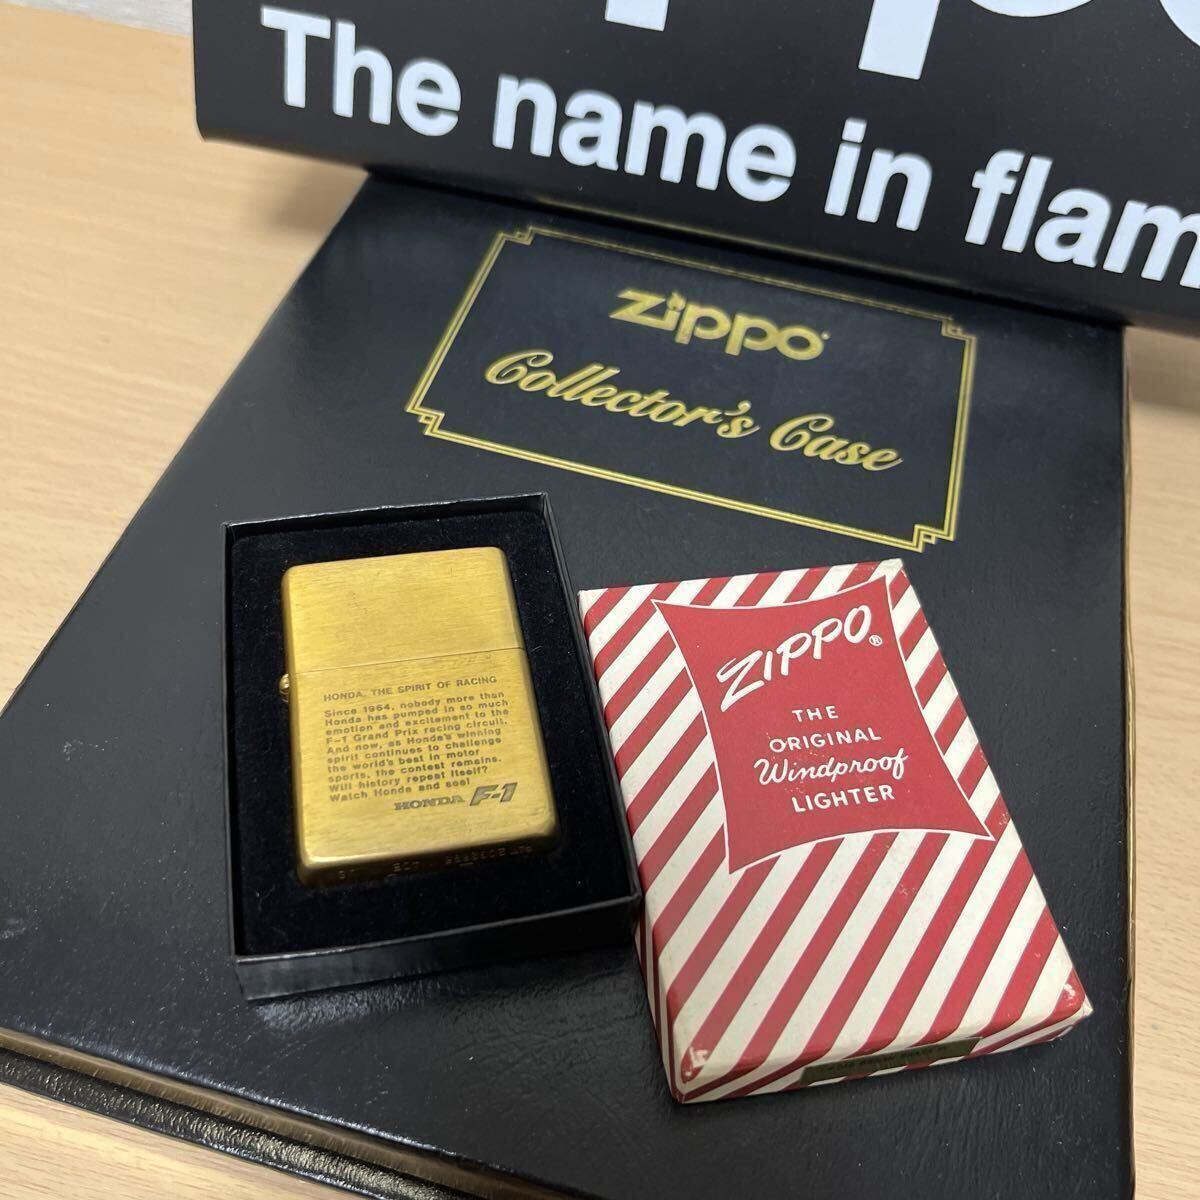 ppo
The name in flam
zippo
Collector's Case
HONDA, THE SPIRIT OF RACING
Since 1964, nobody more than
Honda has pumped in so much
emotion and excitement to the
F-1 Grand Prix racing circuit.
And now, as Honda's winning
spirit continues to challenge
the world's best in motor
sports, the contest remains.
Will history repeat itself?
Watch Honda and see!
HONDA F-1
ZIPPO®
THE
ORIGINAL
Windproof
LIGHTER